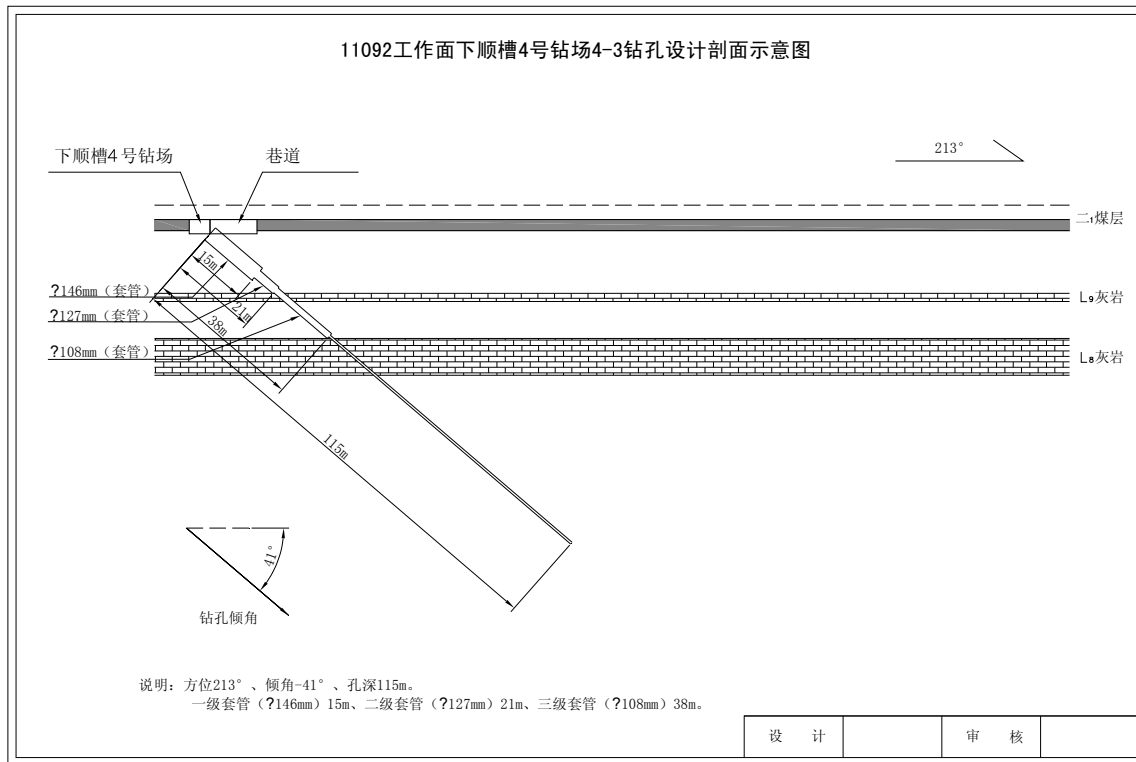 11092工作面下顺槽4号钻场4-3钻孔设计剖面示意图
213°
下顺槽4号钻场
巷道
二₁煤层
15m
?146m（套管）
L₉灰岩
21m
?127mm（套管）
38m
?108mm（套管）
L₈灰岩
115m
41°
钻孔倾角
说明：方位213°、倾角-41°、孔深115m。
一级套管（?146mm）15m、二级套管（?127mm）21m、三级套管（?108mm）38m。
设 计
审 核